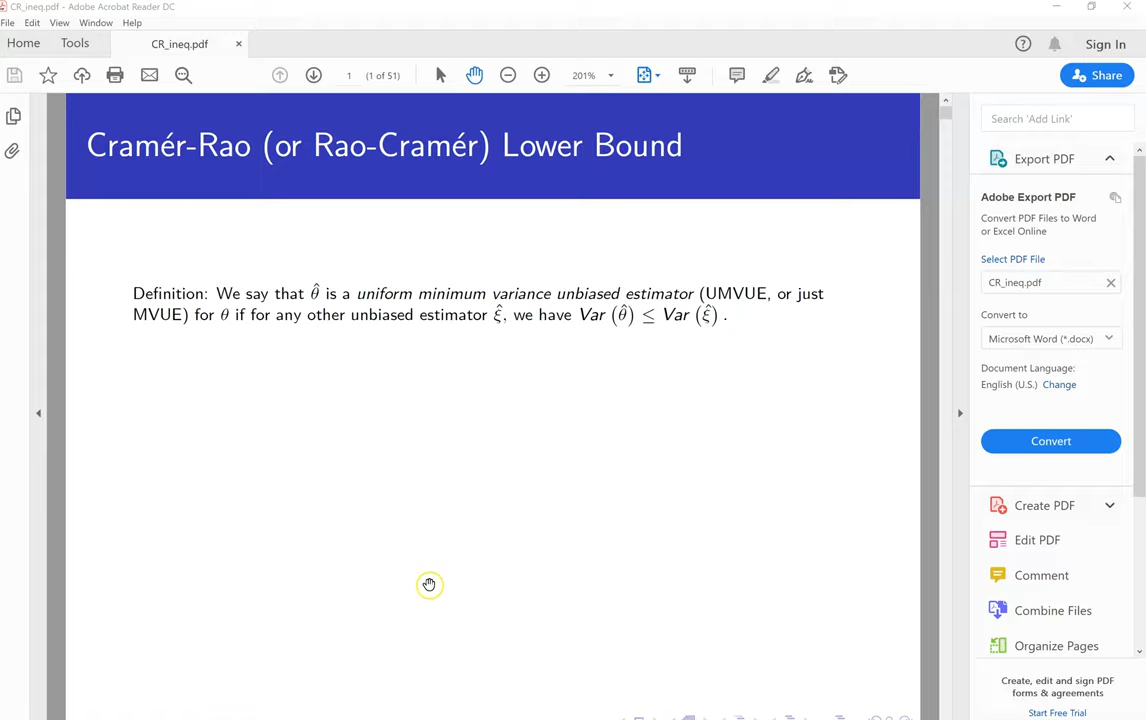 CR_ineq.pdf - Adobe Acrobat Reader DC
File Edit View Window Help
Home Tools CR_ineq.pdf × Sign In
1 (1 of 51) 201% Share
Cramér-Rao (or Rao-Cramér) Lower Bound
Definition: We say that θ̂ is a uniform minimum variance unbiased estimator (UMVUE, or just
MVUE) for θ if for any other unbiased estimator ξ̂, we have Var (θ̂) ≤ Var (ξ̂) .
Search 'Add Link'
Export PDF
Adobe Export PDF
Convert PDF Files to Word
or Excel Online
Select PDF File
CR_ineq.pdf
Convert to
Microsoft Word (*.docx)
Document Language:
English (U.S.) Change
Convert
Create PDF
Edit PDF
Comment
Combine Files
Organize Pages
Create, edit and sign PDF
forms & agreements
Start Free Trial